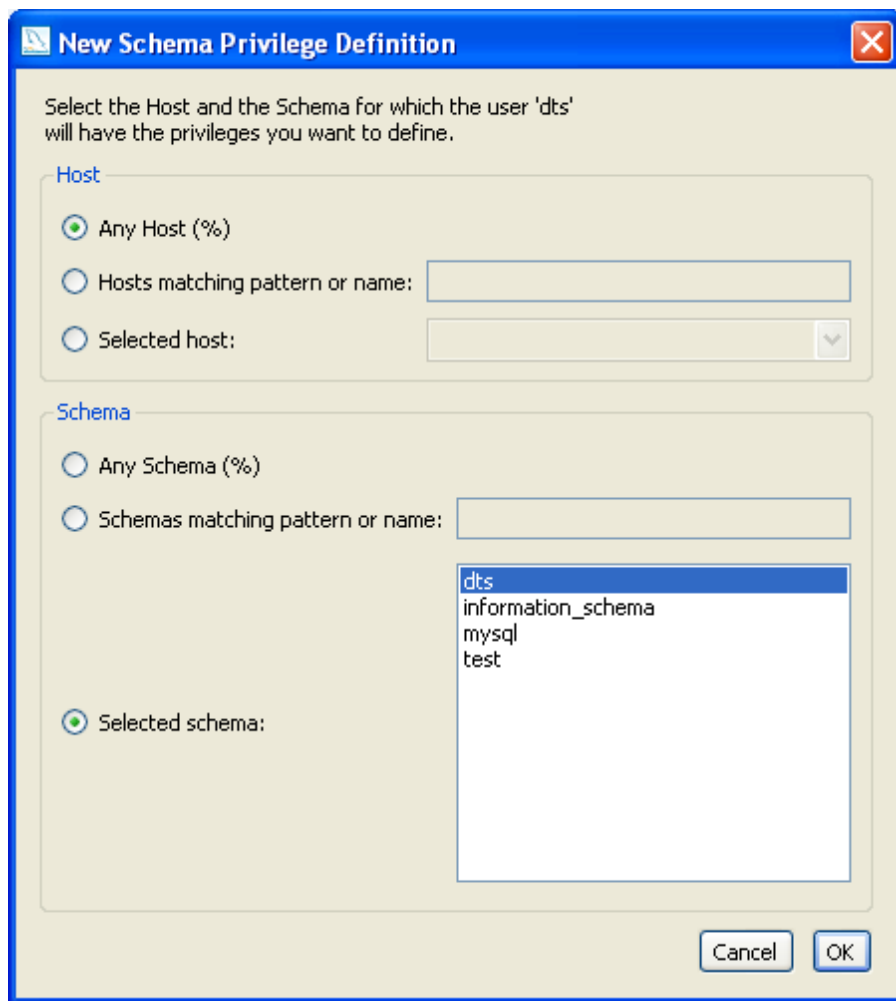 New Schema Privilege Definition
Select the Host and the Schema for which the user 'dts'
will have the privileges you want to define.
Host
Any Host (%)
Hosts matching pattern or name:
Selected host:
Schema
Any Schema (%)
Schemas matching pattern or name:
dts
information_schema
mysql
test
Selected schema:
Cancel OK